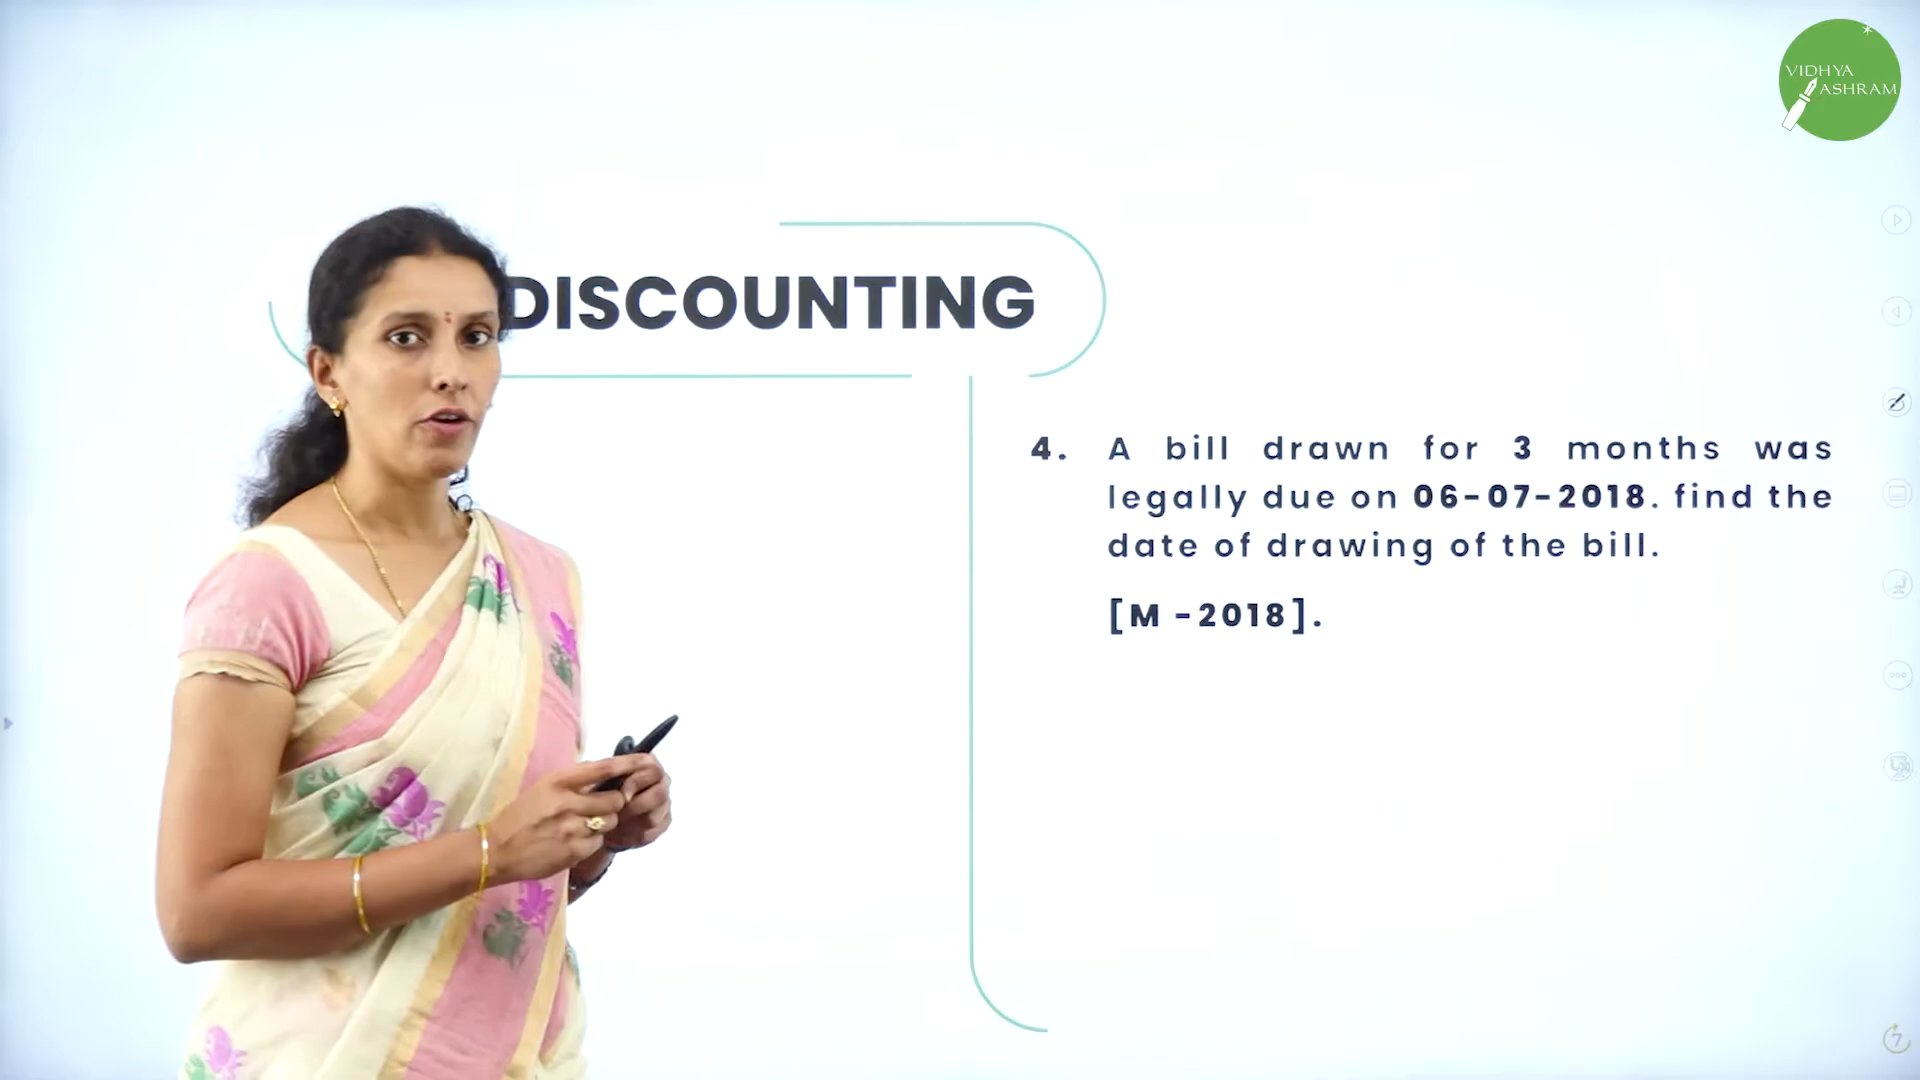 VIDHYA
ASHRAM
DISCOUNTING
4. A bill drawn for 3 months was
legally due on 06-07-2018. find the
date of drawing of the bill.
[M -2018].
7